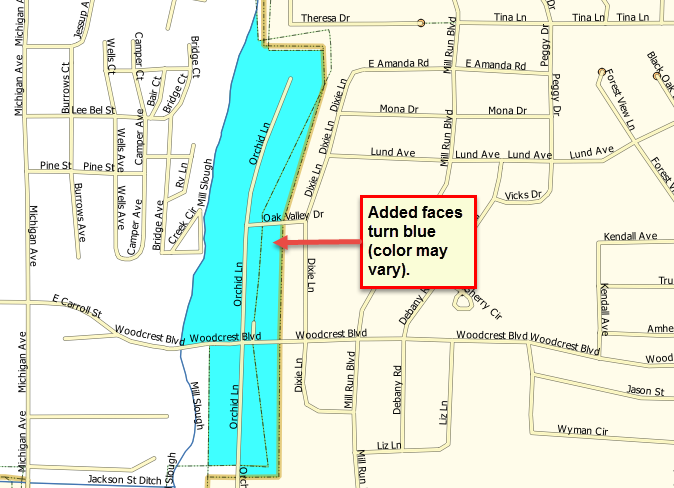 Theresa Dr
Tina Ln
Tina Ln
Tina Ln
Michigan Ave
Jessup A
Wells Ct
Camper Ct
Bridge Ct
Mill Run Blvd
Peggy Dr
E Amanda Rd
Black Oak
Michigan Ave
Burrows Ct
Bair Ct
Bridge Ct
Dixie Ln
Peggy Dr
Forest View Ln
Lee Bel St
Mona Dr
Mona Dr
Orchid Ln
Wells Ave
Camper Ave
Dixie Ln
Mill Run Blvd
Lund Ave
Lund Ave
Lund Ave
Lund Ave
Pine St
Pine St
Rv Ln
Mill Slough
Dixie Ln
Forest V
Vicks Dr
Burrows Ave
Wells Ave
Camper Ave
Bridge Ave
Creek Cir
Michigan Ave
Oak Valley Dr
Added faces
turn blue
(color may
vary).
Kendall Ave
Orchid Ln
Dixie Ln
Tru
Debany R
Cherry Cir
Kendall Ave
E Carroll St
Woodcrest Blvd
Woodcrest Blvd
Woodcrest Blvd
Woodcrest Blvd
Woodcrest Blvd
Amhe
Wood
Michigan Ave
Mill Slough
Orchid Ln
Dixie Ln
Mill Run Blvd
Debany Rd
Liz Ln
Jason St
Wyman Cir
Liz Ln
Michigan Ave
Slough
Mill Run
Jackson St Ditch
Orch